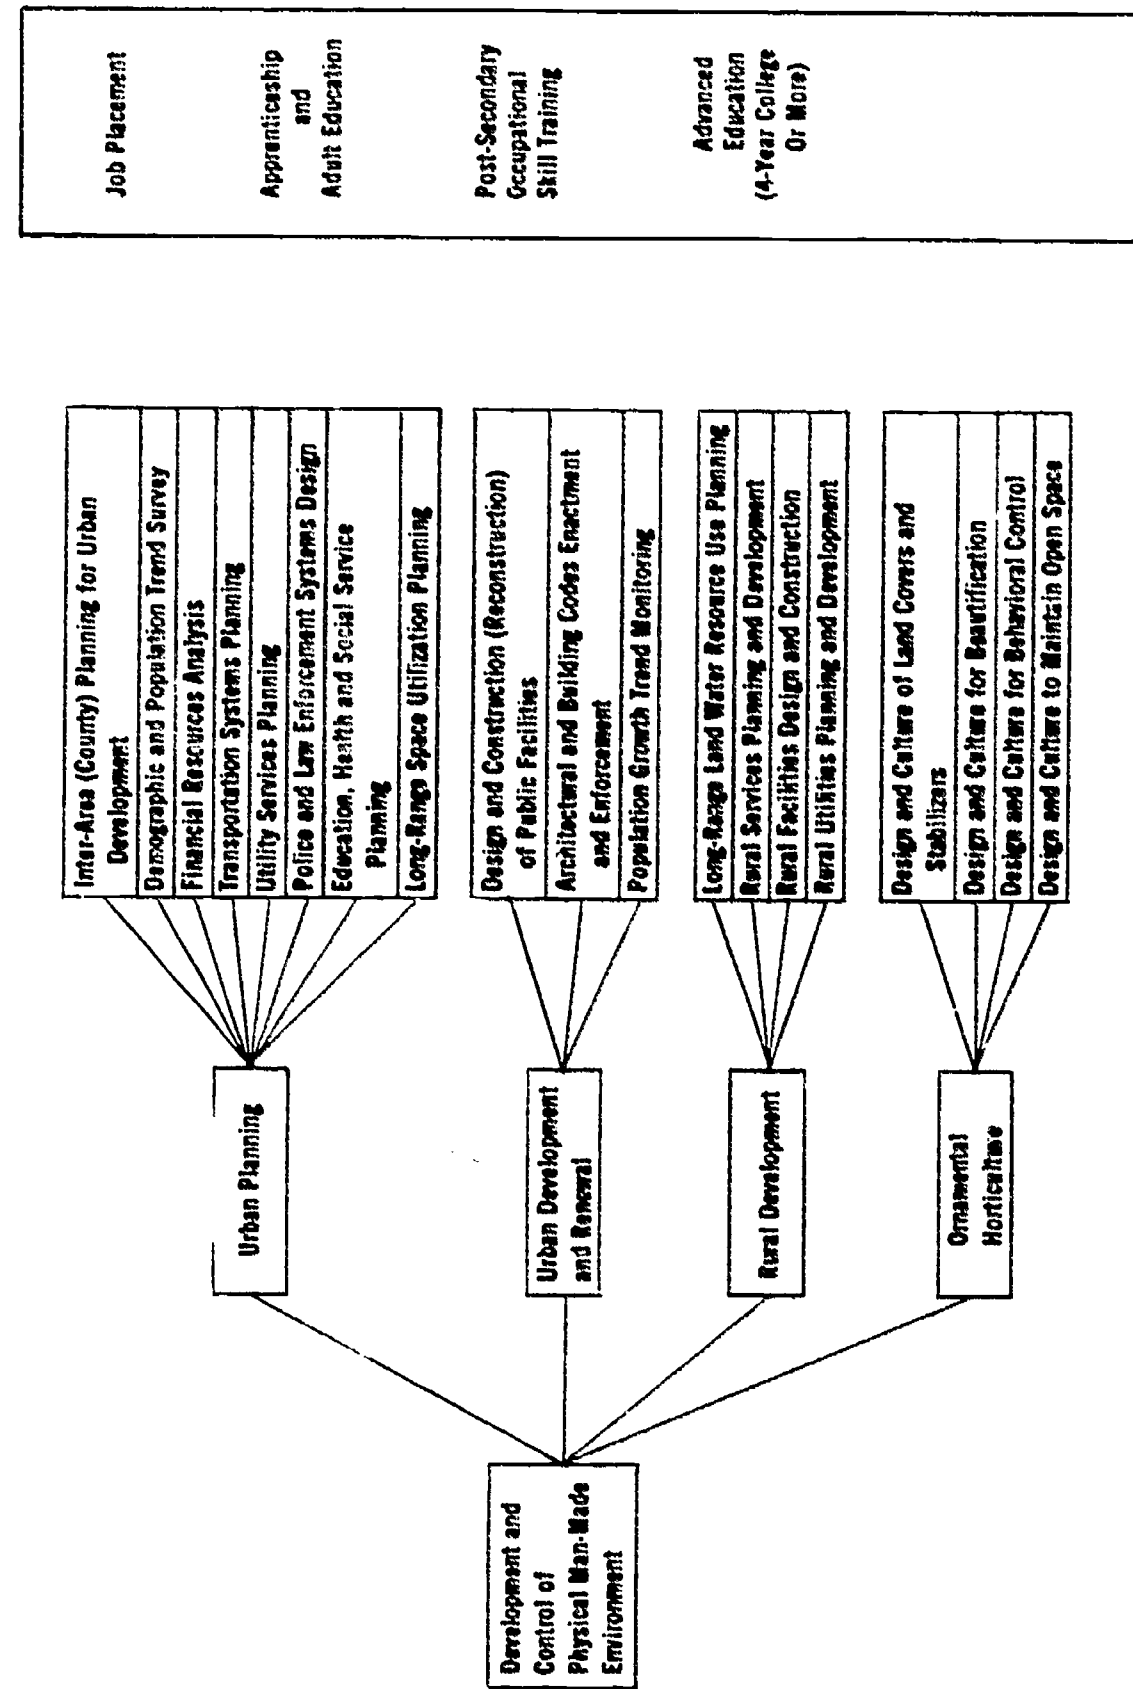 Development and
Control of
Physical Man-Made
Environment
Urban Planning
Urban Development
and Renewal
Rural Development
Ornamental
Horticulture
Inter-Area (County) Planning for Urban
Development
Demographic and Population Trend Survey
Financial Resources Analysis
Transportation Systems Planning
Utility Services Planning
Police and Law Enforcement Systems Design
Education, Health and Social Service
Planning
Long-Range Space Utilization Planning
Design and Construction (Reconstruction)
of Public Facilities
Architectural and Building Codes Enactment
and Enforcement
Population Growth Trend Monitoring
Long-Range Land Water Resource Use Planning
Rural Services Planning and Development
Rural Facilities Design and Construction
Rural Utilities Planning and Development
Design and Culture of Land Covers and
Stabilizers
Design and Culture for Beautification
Design and Culture for Behavioral Control
Design and Culture to Maintain Open Space
Job Placement
Apprenticeship
and
Adult Education
Post-Secondary
Occupational
Skill Training
Advanced
Education
(4-Year College
Or More)